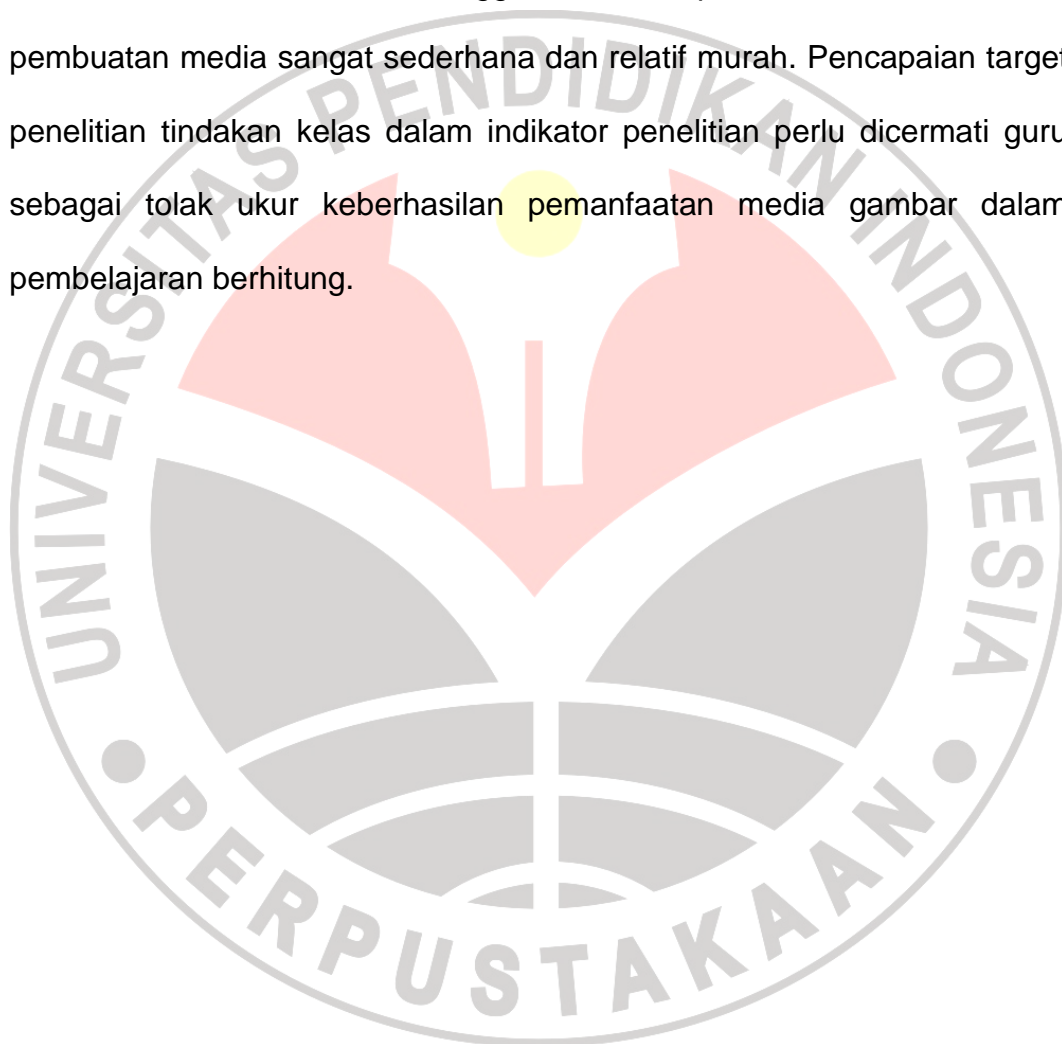 pembuatan media sangat sederhana dan relatif murah. Pencapaian target
penelitian tindakan kelas dalam indikator penelitian perlu dicermati guru
sebagai tolak ukur keberhasilan pemanfaatan media gambar dalam
pembelajaran berhitung.
UNIVERSITAS PENDIDIKAN INDONESIA
PERPUSTAKAAN